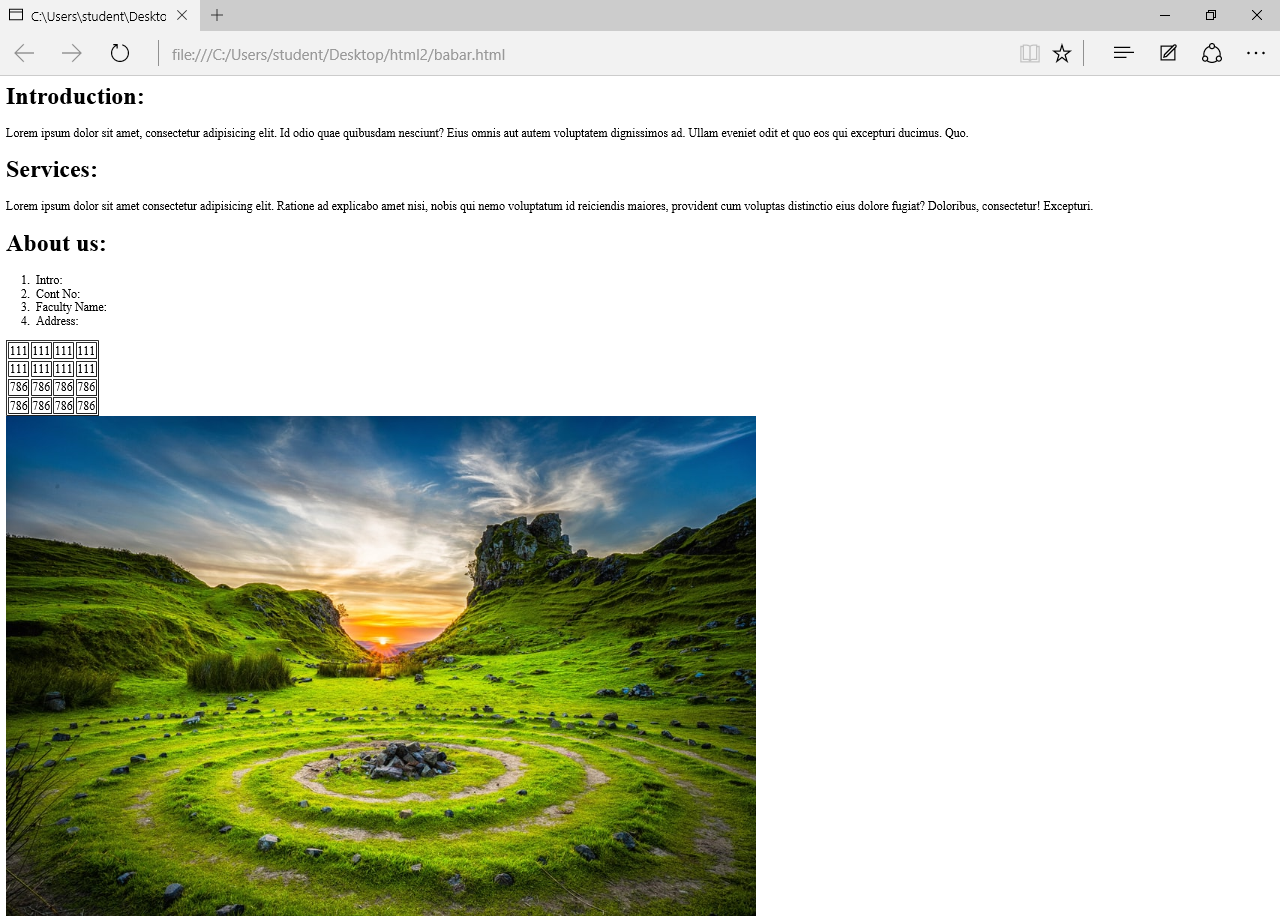 C:\Users\student\Deskto
file:///C:/Users/student/Desktop/html2/babar.html
Introduction:
Lorem ipsum dolor sit amet, consectetur adipisicing elit. Id odio quae quibusdam nesciunt? Eius omnis aut autem voluptatem dignissimos ad. Ullam eveniet odit et quo eos qui excepturi ducimus. Quo.
Services:
Lorem ipsum dolor sit amet consectetur adipisicing elit. Ratione ad explicabo amet nisi, nobis qui nemo voluptatum id reiciendis maiores, provident cum voluptas distinctio eius dolore fugiat? Doloribus, consectetur! Excepturi.
About us:
1. Intro:
2. Cont No:
3. Faculty Name:
4. Address:
111 111 111 111
111 111 111 111
786 786 786 786
786 786 786 786